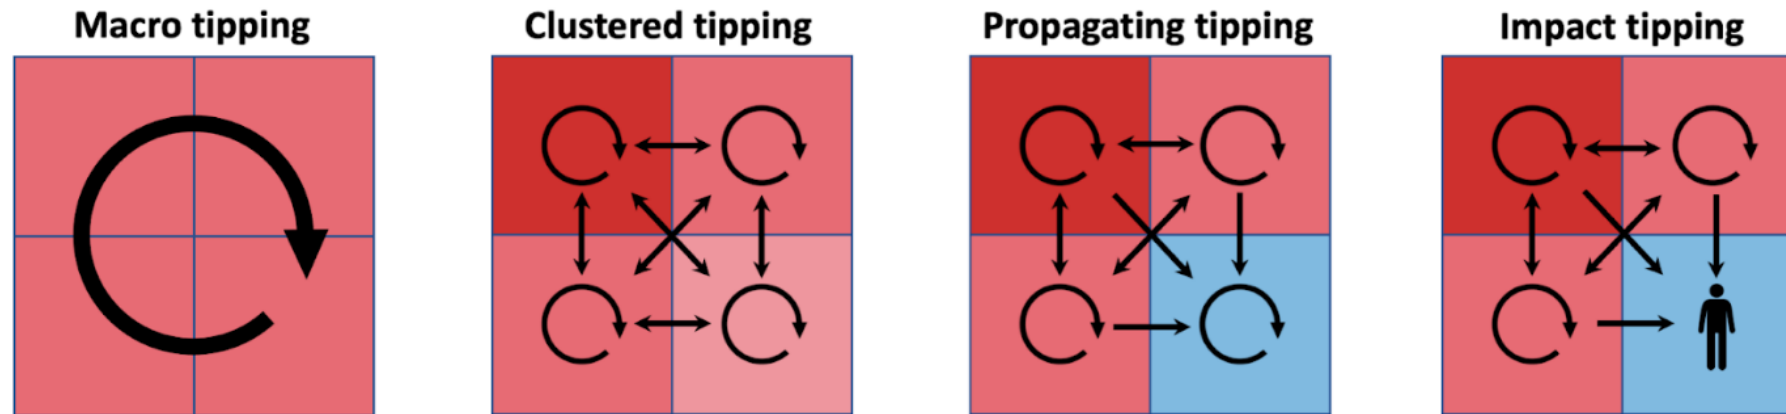 Macro tipping
Clustered tipping
Propagating tipping
Impact tipping